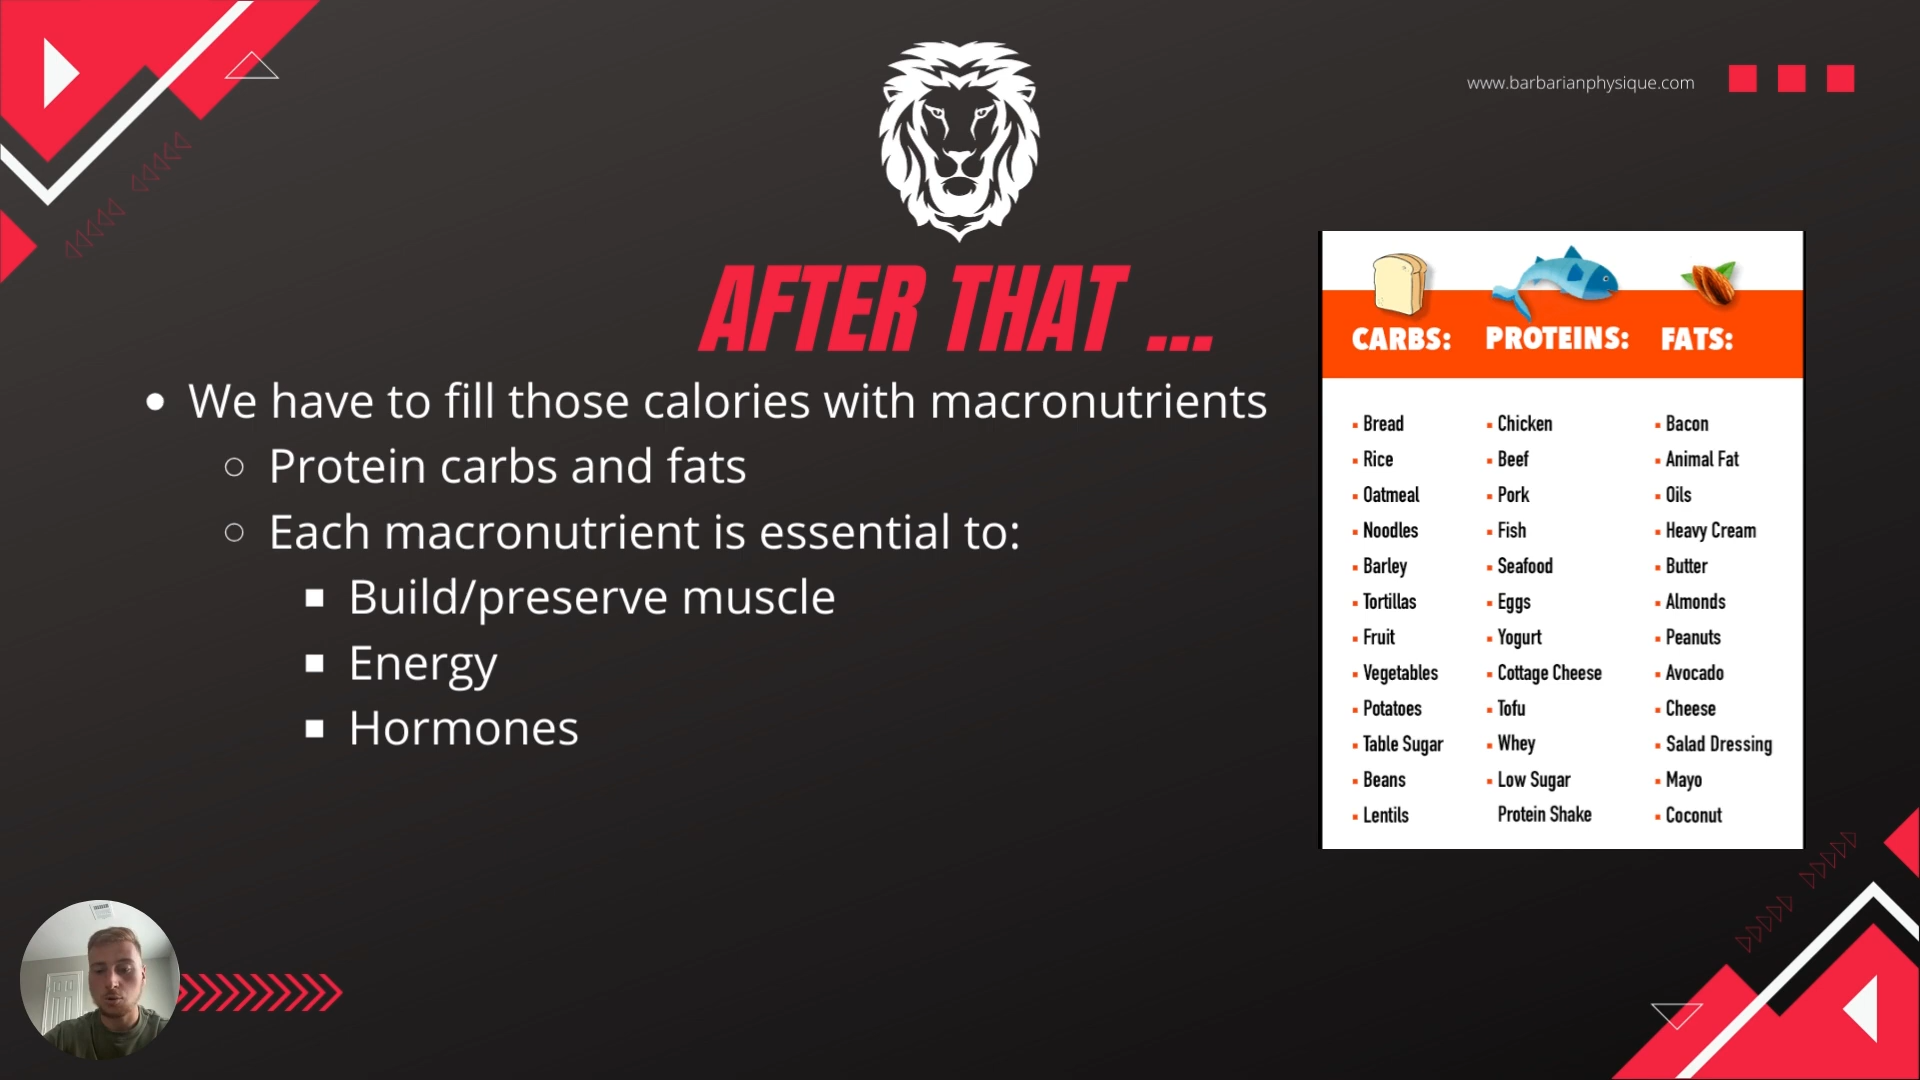 www.barbarianphysique.com
AFTER THAT ...
• We have to fill those calories with macronutrients
○ Protein carbs and fats
○ Each macronutrient is essential to:
■ Build/preserve muscle
■ Energy
■ Hormones
CARBS:
▪ Bread
▪ Rice
▪ Oatmeal
▪ Noodles
▪ Barley
▪ Tortillas
▪ Fruit
▪ Vegetables
▪ Potatoes
▪ Table Sugar
▪ Beans
▪ Lentils
PROTEINS:
▪ Chicken
▪ Beef
▪ Pork
▪ Fish
▪ Seafood
▪ Eggs
▪ Yogurt
▪ Cottage Cheese
▪ Tofu
▪ Whey
▪ Low Sugar
Protein Shake
FATS:
▪ Bacon
▪ Animal Fat
▪ Oils
▪ Heavy Cream
▪ Butter
▪ Almonds
▪ Peanuts
▪ Avocado
▪ Cheese
▪ Salad Dressing
▪ Mayo
▪ Coconut